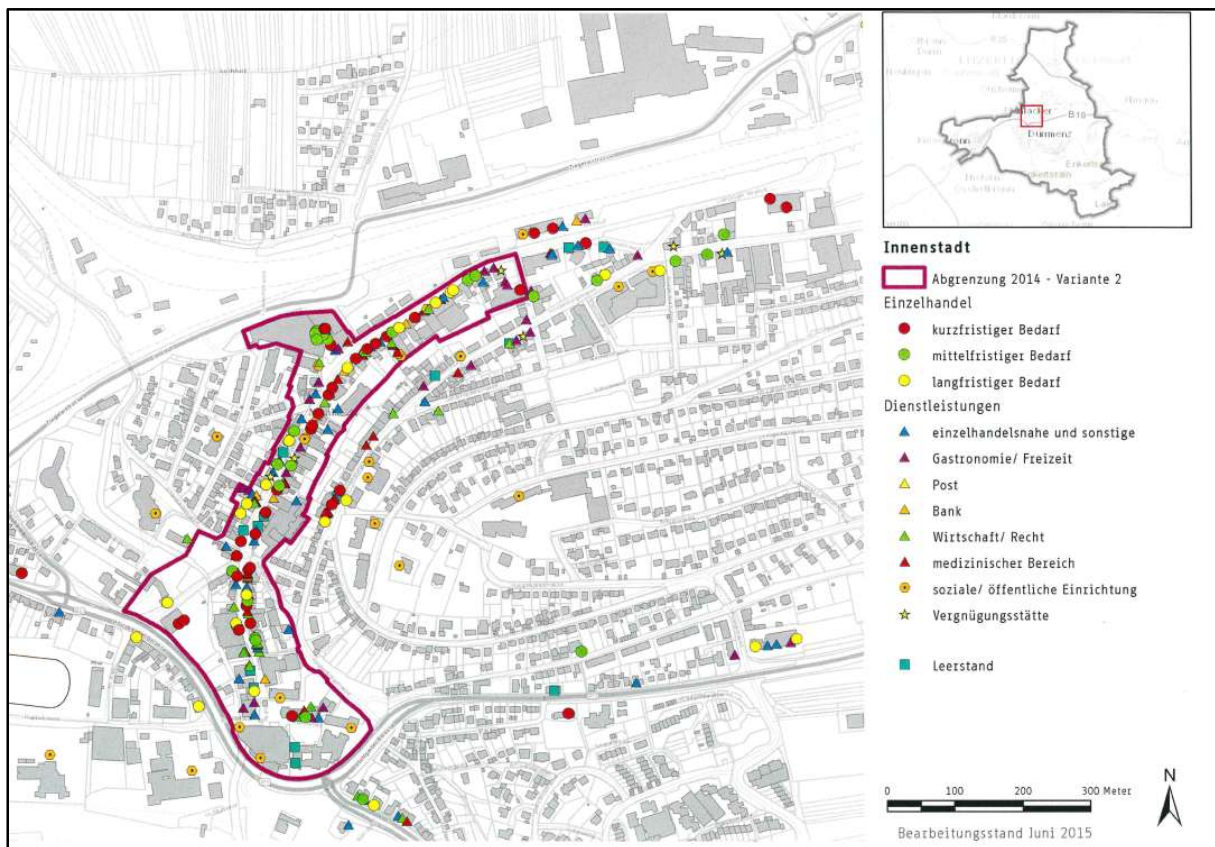 B10
Dürrmenz
Innenstadt
Abgrenzung 2014 - Variante 2
Einzelhandel
kurzfristiger Bedarf
mittelfristiger Bedarf
langfristiger Bedarf
Dienstleistungen
einzelhandelsnahe und sonstige
Gastronomie/ Freizeit
Post
Bank
Wirtschaft/ Recht
medizinischer Bereich
soziale/ öffentliche Einrichtung
Vergnügungsstätte
Leerstand
N
0 100 200 300 Meter
Bearbeitungsstand Juni 2015